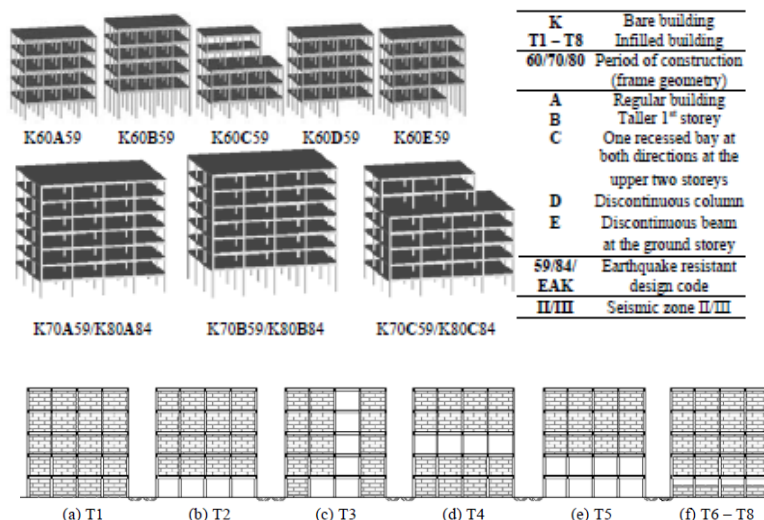 K60A59 K60B59 K60C59 K60D59 K60E59
K70A59/K80A84 K70B59/K80B84 K70C59/K80C84
K Bare building
T1 – T8 Infilled building
60/70/80 Period of construction
(frame geometry)
A Regular building
B Taller 1st storey
C One recessed bay at
both directions at the
upper two storeys
D Discontinuous column
E Discontinuous beam
at the ground storey
59/84/ Earthquake resistant
EAK design code
II/III Seismic zone II/III
(a) T1 (b) T2 (c) T3 (d) T4 (e) T5 (f) T6 – T8